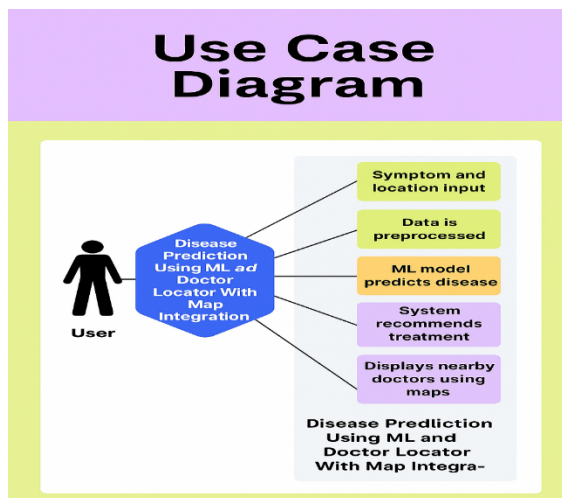 Use Case
Diagram
User
Disease
Prediction
Using ML ad
Doctor
Locator With
Map
Integration
Symptom and
location input
Data is
preprocessed
ML model
predicts disease
System
recommends
treatment
Displays nearby
doctors using
maps
Disease Predliction
Using ML and
Doctor Locator
With Map Integra-